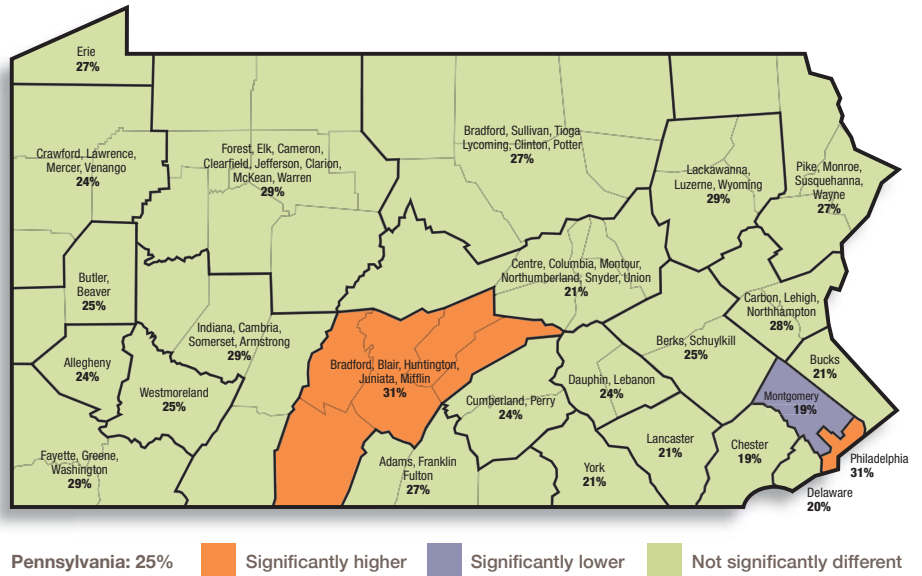 Erie
27%
Crawford, Lawrence,
Mercer, Venango
24%
Forest, Elk, Cameron,
Clearfield, Jefferson, Clarion,
McKean, Warren
29%
Bradford, Sullivan, Tioga
Lycoming, Clinton, Potter
27%
Lackawanna,
Luzerne, Wyoming
29%
Pike, Monroe,
Susquehanna,
Wayne
27%
Butler,
Beaver
25%
Indiana, Cambria,
Somerset, Armstrong
29%
Centre, Columbia, Montour,
Northumberland, Snyder, Union
21%
Carbon, Lehigh,
Northhampton
28%
Allegheny
24%
Westmoreland
25%
Bradford, Blair, Huntington,
Juniata, Mifflin
31%
Berks, Schuylkill
25%
Bucks
21%
Dauphin, Lebanon
24%
Cumberland, Perry
24%
Montgomery
19%
Fayette, Greene,
Washington
29%
Adams, Franklin
Fulton
27%
York
21%
Lancaster
21%
Chester
19%
Philadelphia
31%
Delaware
20%
Pennsylvania: 25%
Significantly higher
Significantly lower
Not significantly different